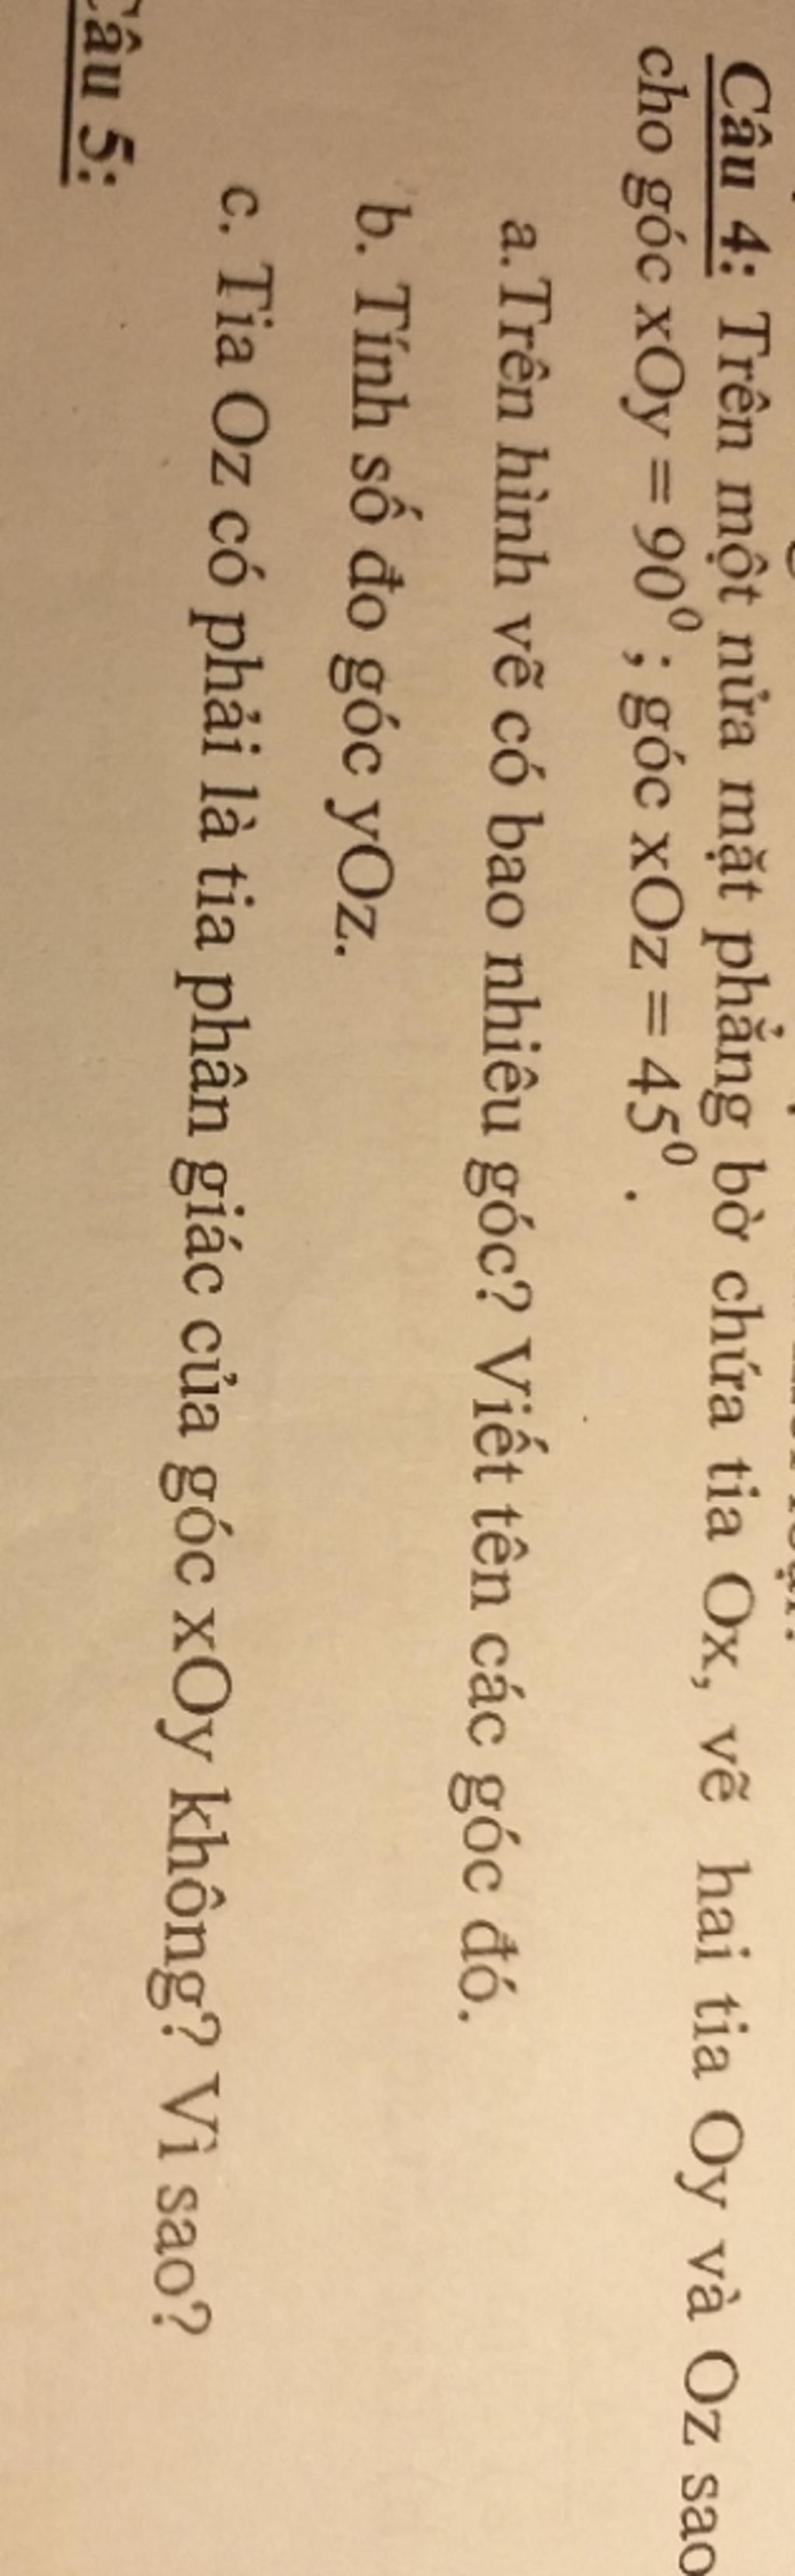 Câu 4: Trên một nửa mặt phẳng bờ chứa tia Ox, vẽ hai tia Oy và Oz sao
cho góc xOy = 90⁰ ; góc xOz = 45⁰ .
a.Trên hình vẽ có bao nhiêu góc? Viết tên các góc đó.
b. Tính số đo góc yOz.
c. Tia Oz có phải là tia phân giác của góc xOy không? Vì sao?
Câu 5: